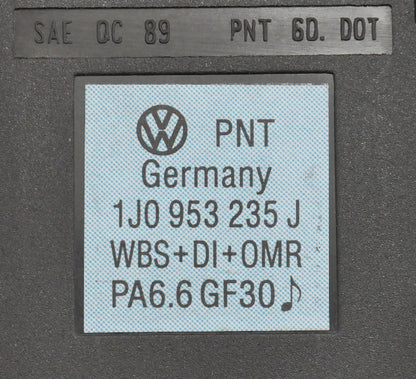 SAE QC 89 PNT 6D. DOT
PNT
Germany
1J0 953 235 J
WBS+DI+OMR
PA6.6 GF30 ♪